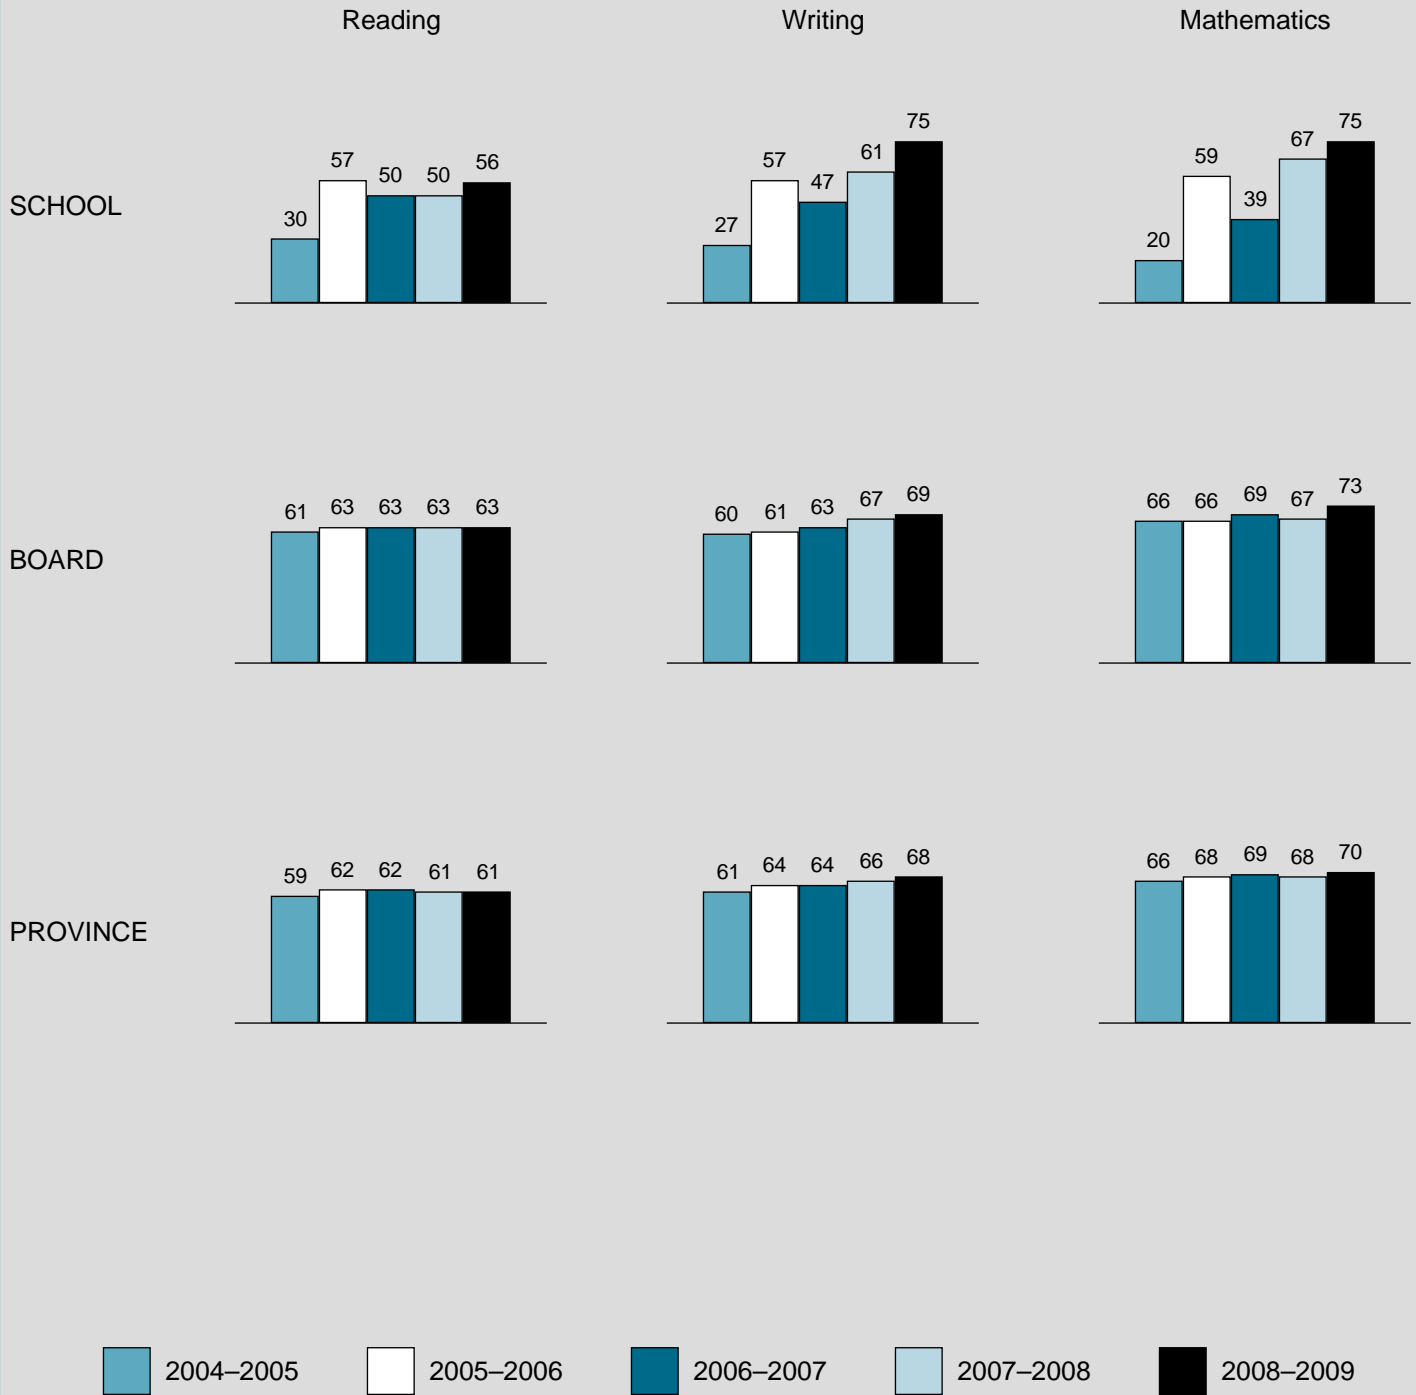 Reading Writing Mathematics
SCHOOL
30 57 50 50 56
27 57 47 61 75
20 59 39 67 75
BOARD
61 63 63 63 63
60 61 63 67 69
66 66 69 67 73
PROVINCE
59 62 62 61 61
61 64 64 66 68
66 68 69 68 70
2004–2005 2005–2006 2006–2007 2007–2008 2008–2009